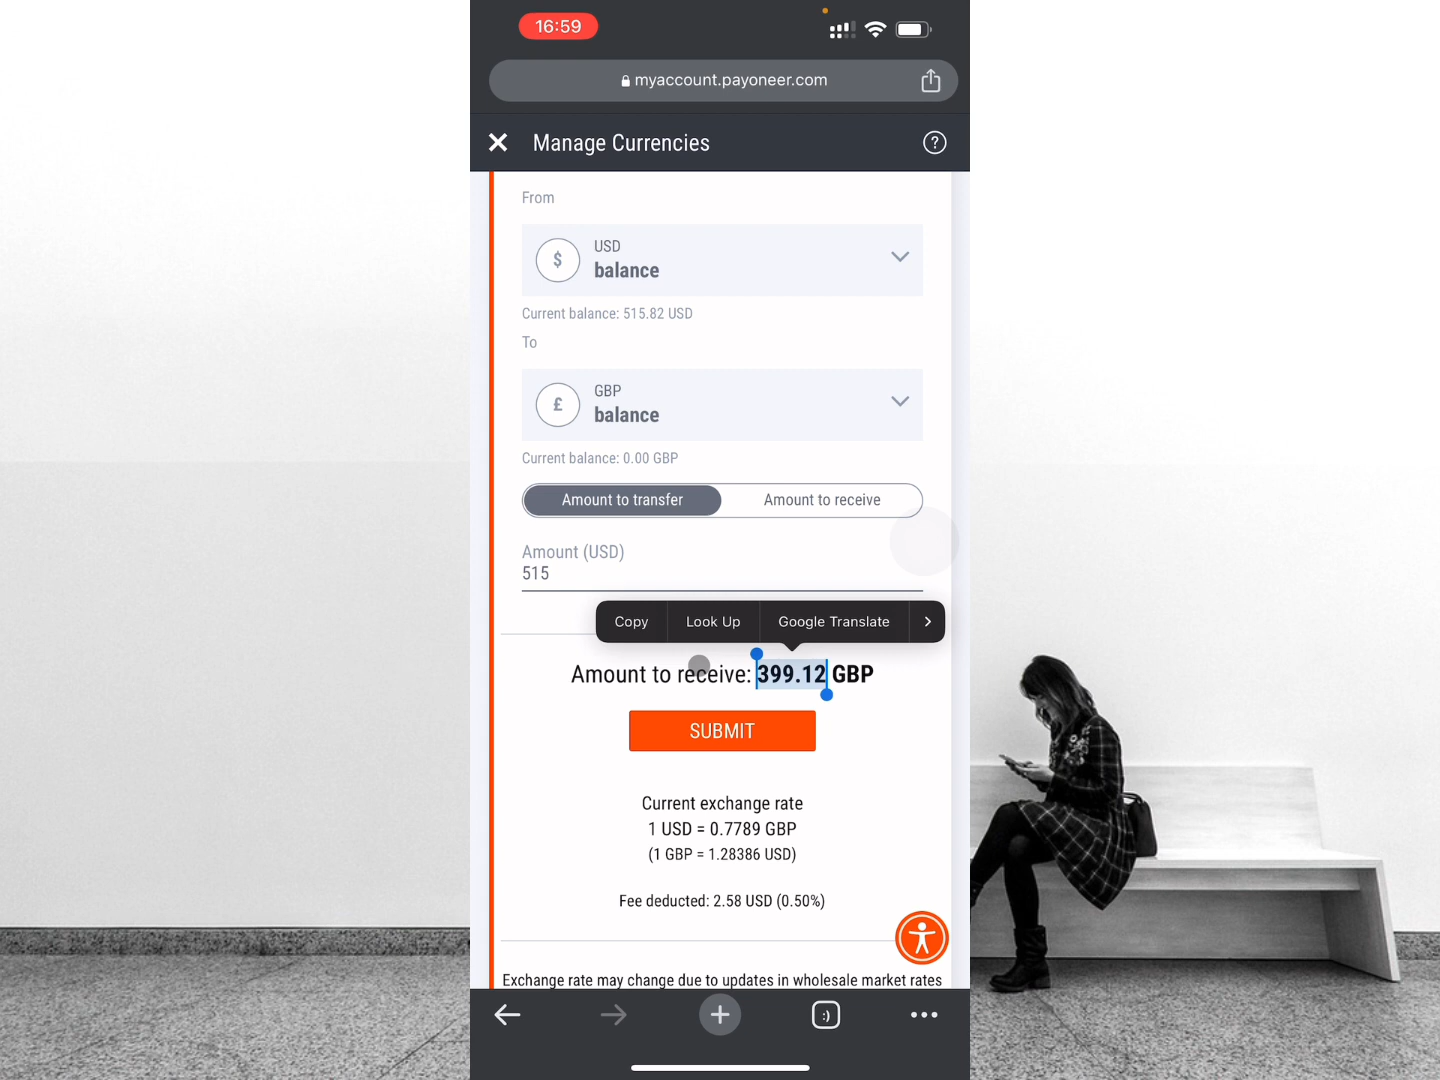 16:59
myaccount.payoneer.com
Manage Currencies
?
From
$
USD
balance
Current balance: 515.82 USD
To
£
GBP
balance
Current balance: 0.00 GBP
Amount to transfer Amount to receive
Amount (USD)
515
Copy Look Up Google Translate
Amount to receive: 399.12 GBP
SUBMIT
Current exchange rate
1 USD = 0.7789 GBP
(1 GBP = 1.28386 USD)
Fee deducted: 2.58 USD (0.50%)
Exchange rate may change due to updates in wholesale market rates
:)